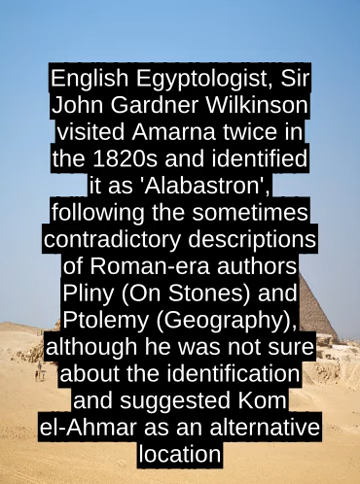 English Egyptologist, Sir
John Gardner Wilkinson
visited Amarna twice in
the 1820s and identified
it as 'Alabastron',
following the sometimes
contradictory descriptions
of Roman-era authors
Pliny (On Stones) and
Ptolemy (Geography),
although he was not sure
about the identification
and suggested Kom
el-Ahmar as an alternative
location